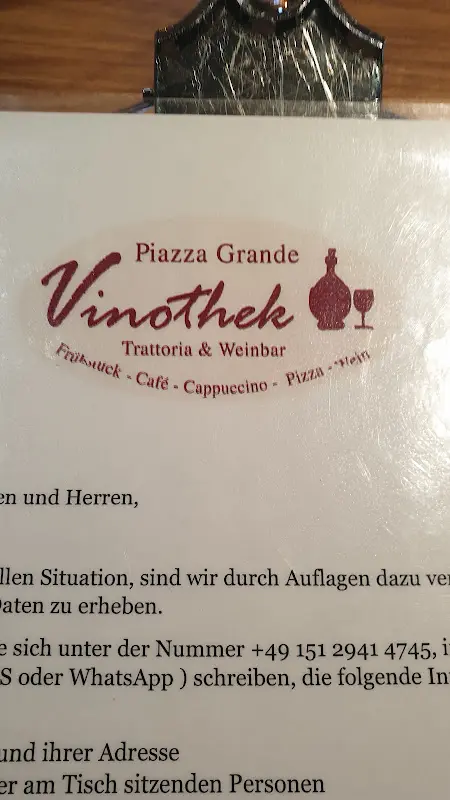 Piazza Grande
Vinothek
Trattoria & Weinbar
Frühstück - Café - Cappuccino - Pizza - Wein
en und Herren,
llen Situation, sind wir durch Auflagen dazu ver
Daten zu erheben.
e sich unter der Nummer +49 151 2941 4745, i
S oder WhatsApp ) schreiben, die folgende In
und ihrer Adresse
er am Tisch sitzenden Personen